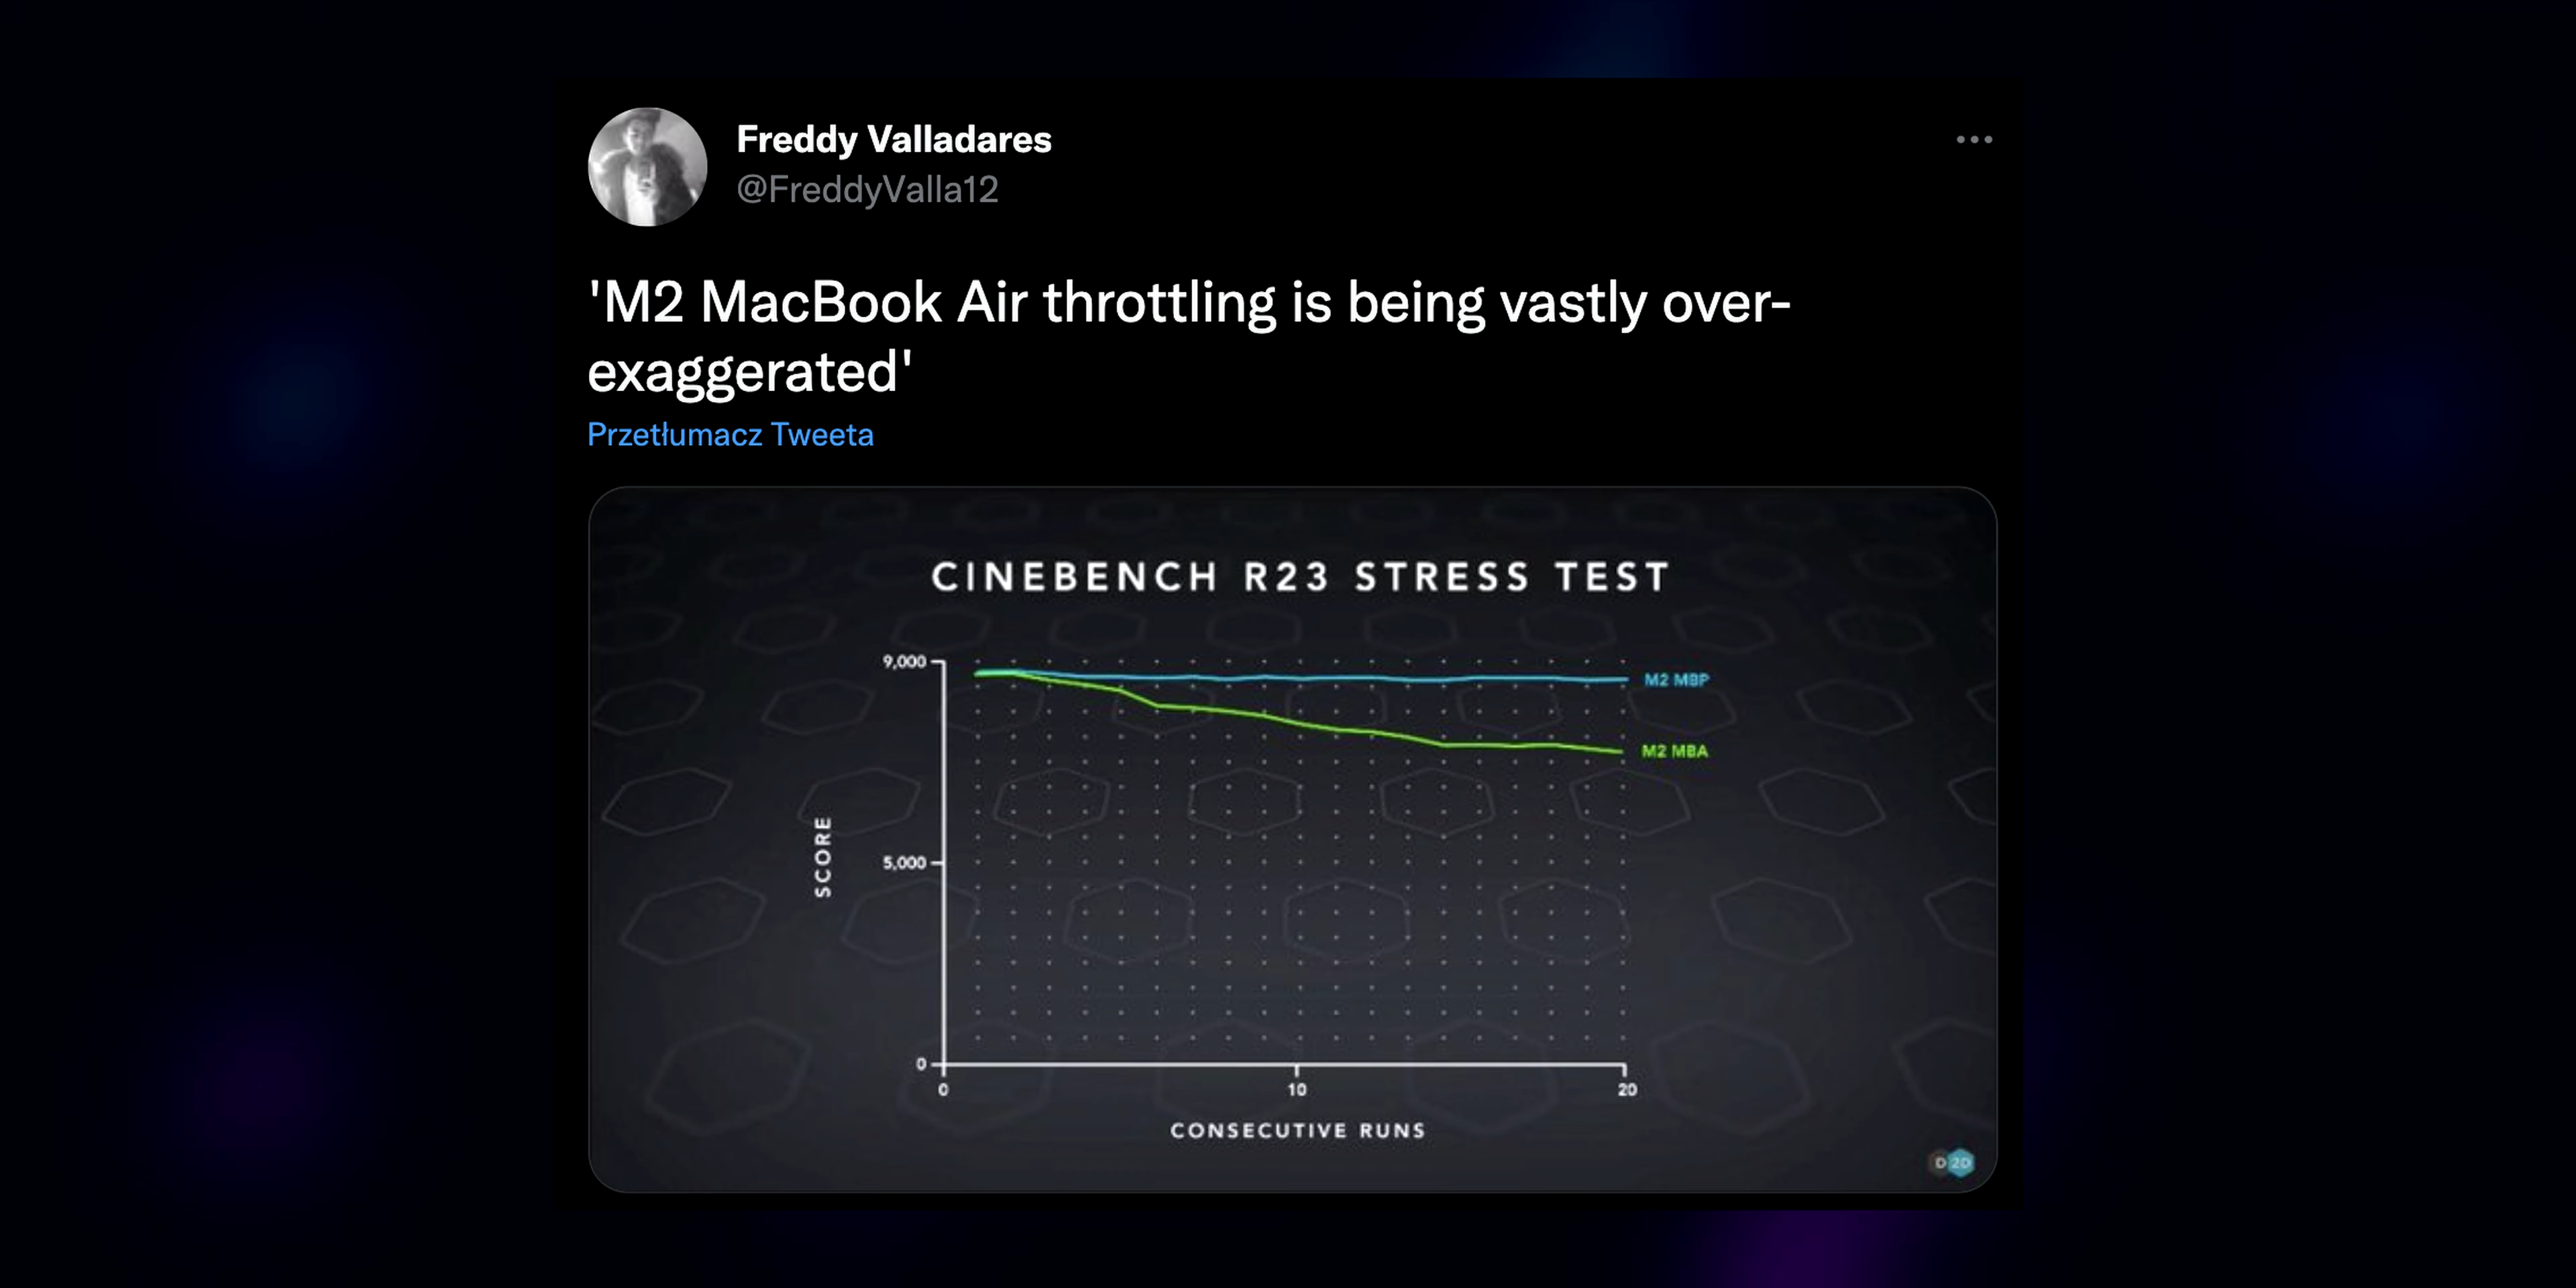 Freddy Valladares
@FreddyValla12
'M2 MacBook Air throttling is being vastly over-
exaggerated'
Przetłumacz Tweeta
CINEBENCH R23 STRESS TEST
9,000
M2 MBP
M2 MBA
SCORE
5,000
0
0
10
20
CONSECUTIVE RUNS
D2D